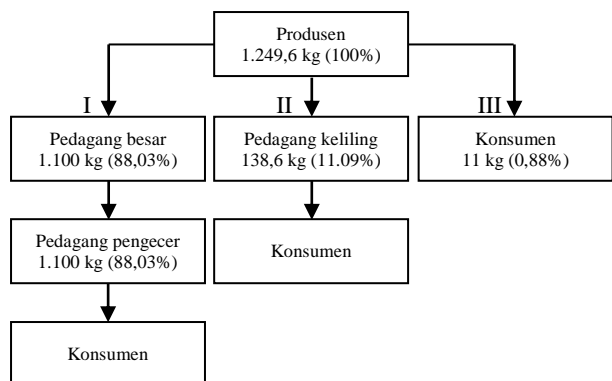 Produsen
1.249,6 kg (100%)
I
II
III
Pedagang besar
1.100 kg (88,03%)
Pedagang keliling
138,6 kg (11.09%)
Konsumen
11 kg (0,88%)
Pedagang pengecer
1.100 kg (88,03%)
Konsumen
Konsumen